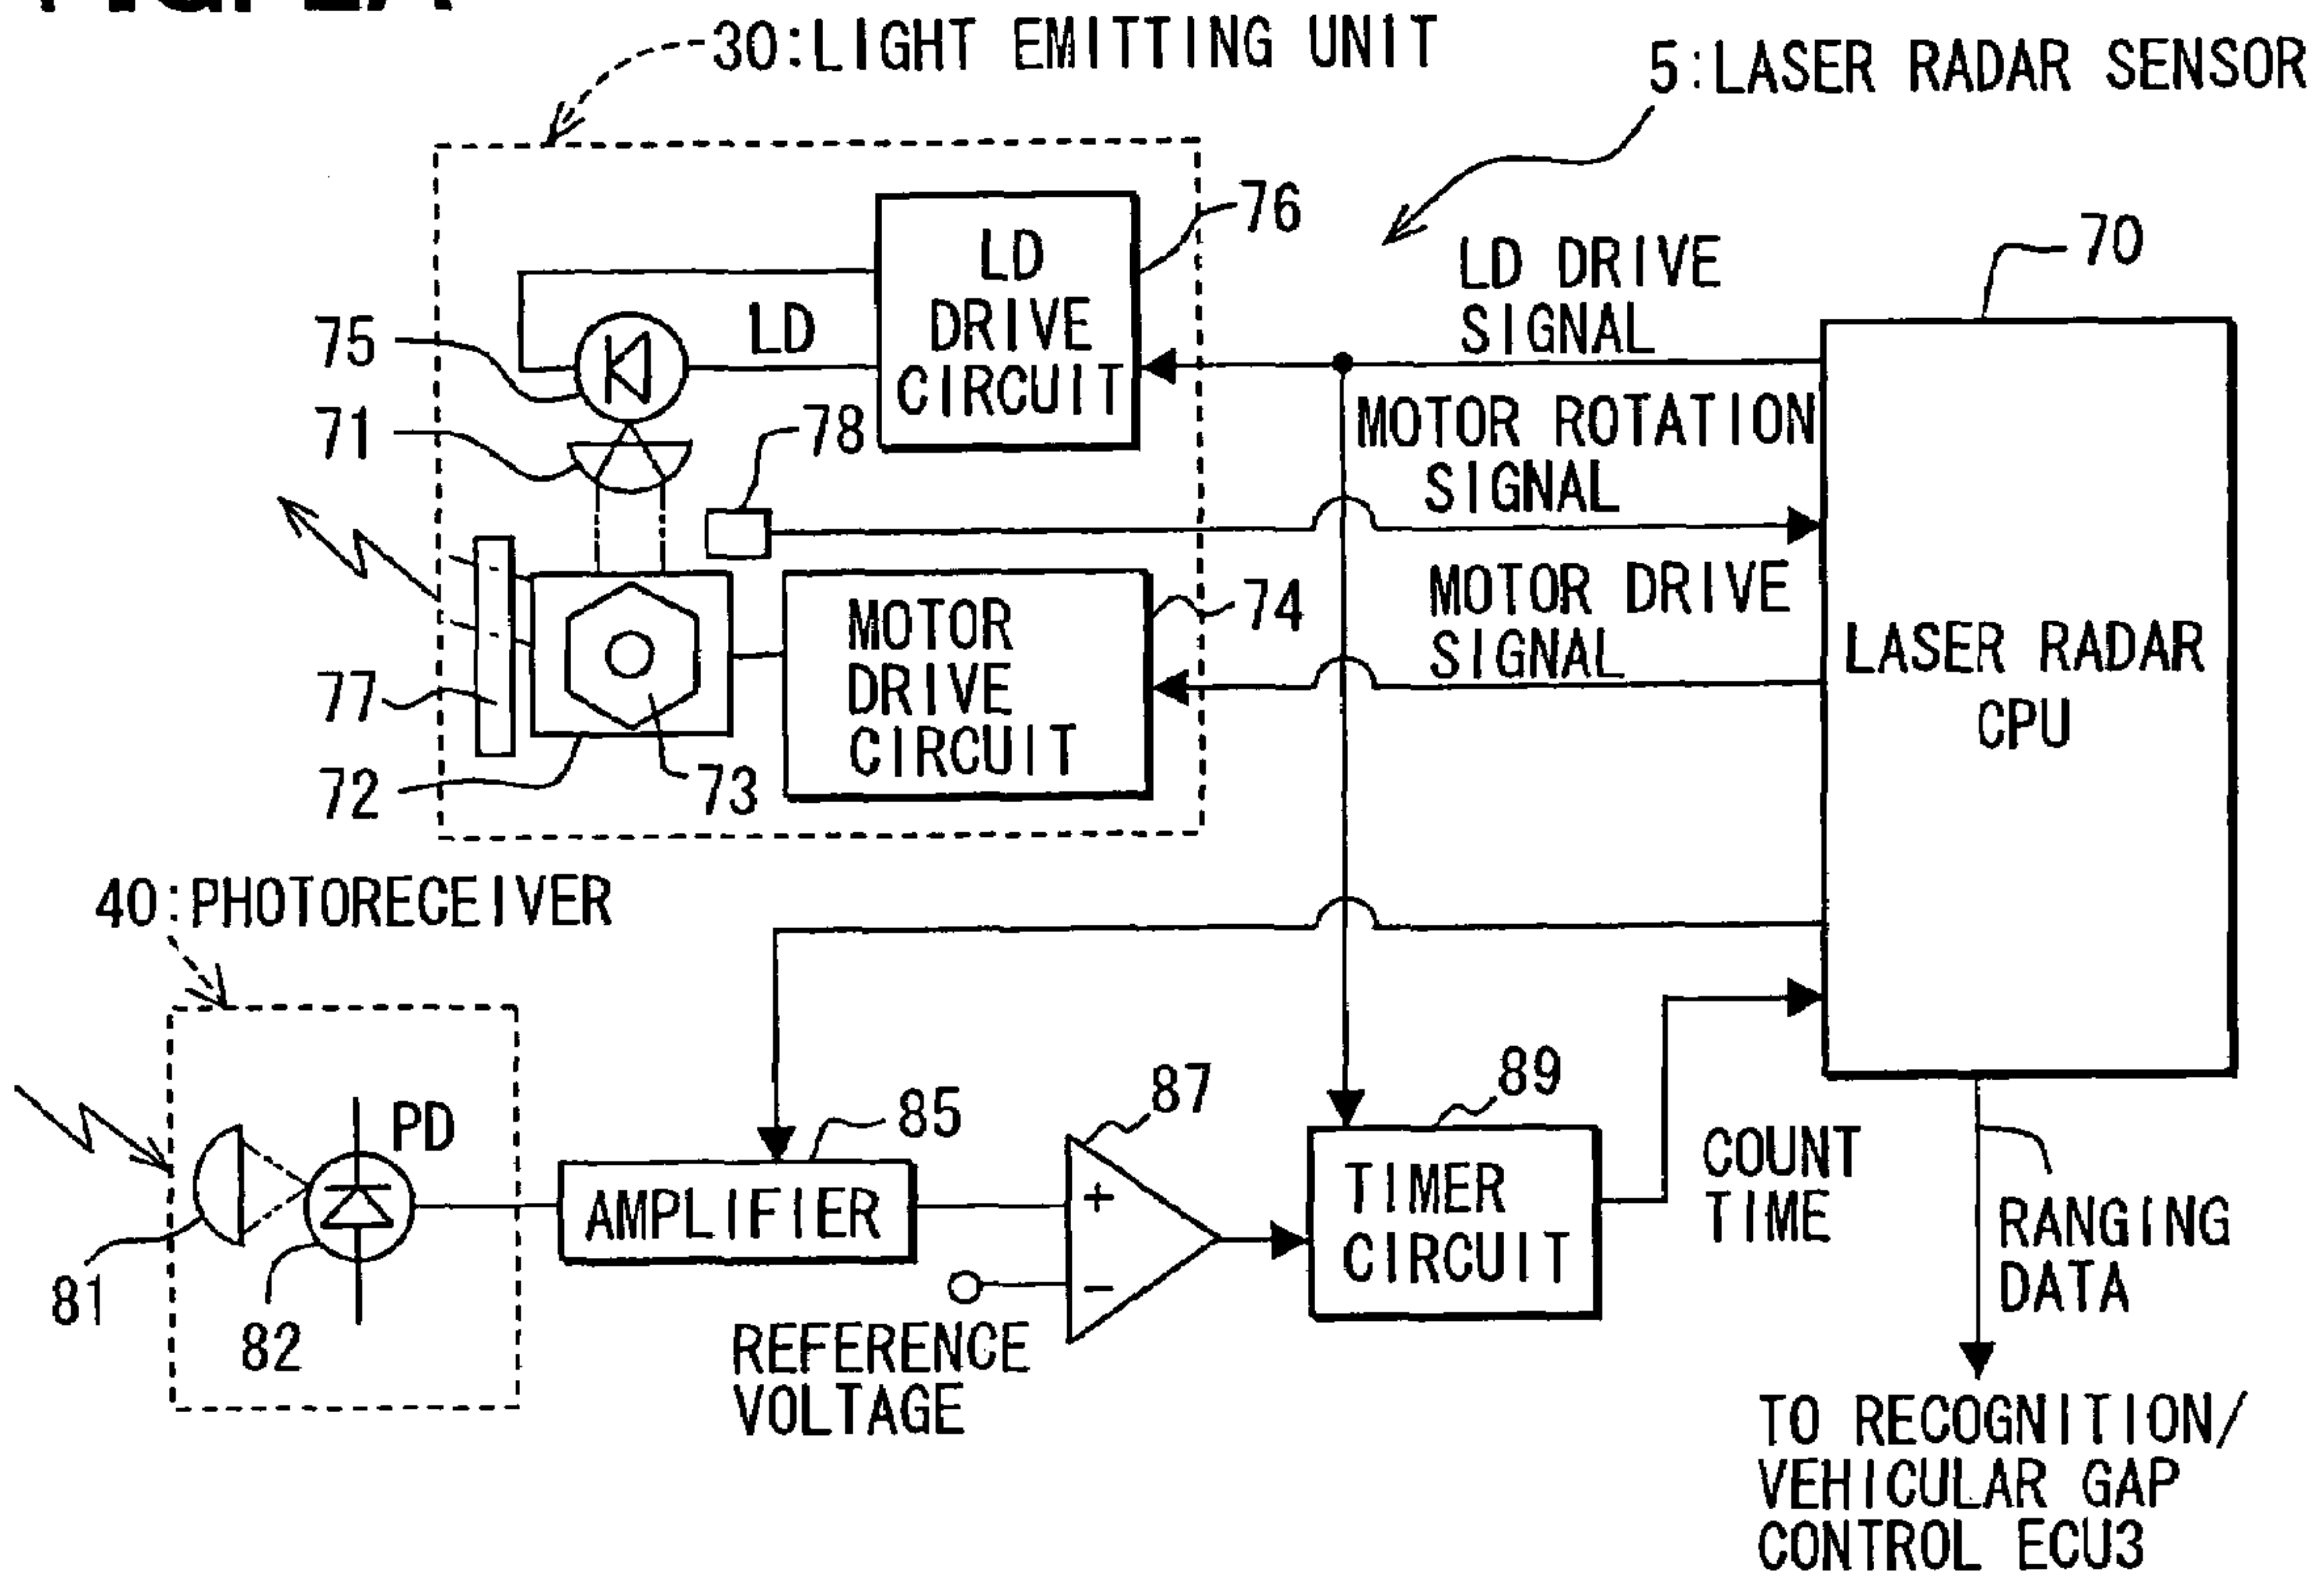 30:LIGHT EMITTING UNIT
5:LASER RADAR SENSOR
76
LD
DRIVE
CIRCUIT
LD DRIVE
SIGNAL
70
75
LD
71
78
MOTOR ROTATION
SIGNAL
MOTOR
DRIVE
CIRCUIT
74
MOTOR DRIVE
SIGNAL
LASER RADAR
CPU
77
72
73
40:PHOTORECEIVER
PD
81
82
85
AMPLIFIER
87
+
−
REFERENCE
VOLTAGE
89
TIMER
CIRCUIT
COUNT
TIME
RANGING
DATA
TO RECOGNITION/
VEHICULAR GAP
CONTROL ECU3